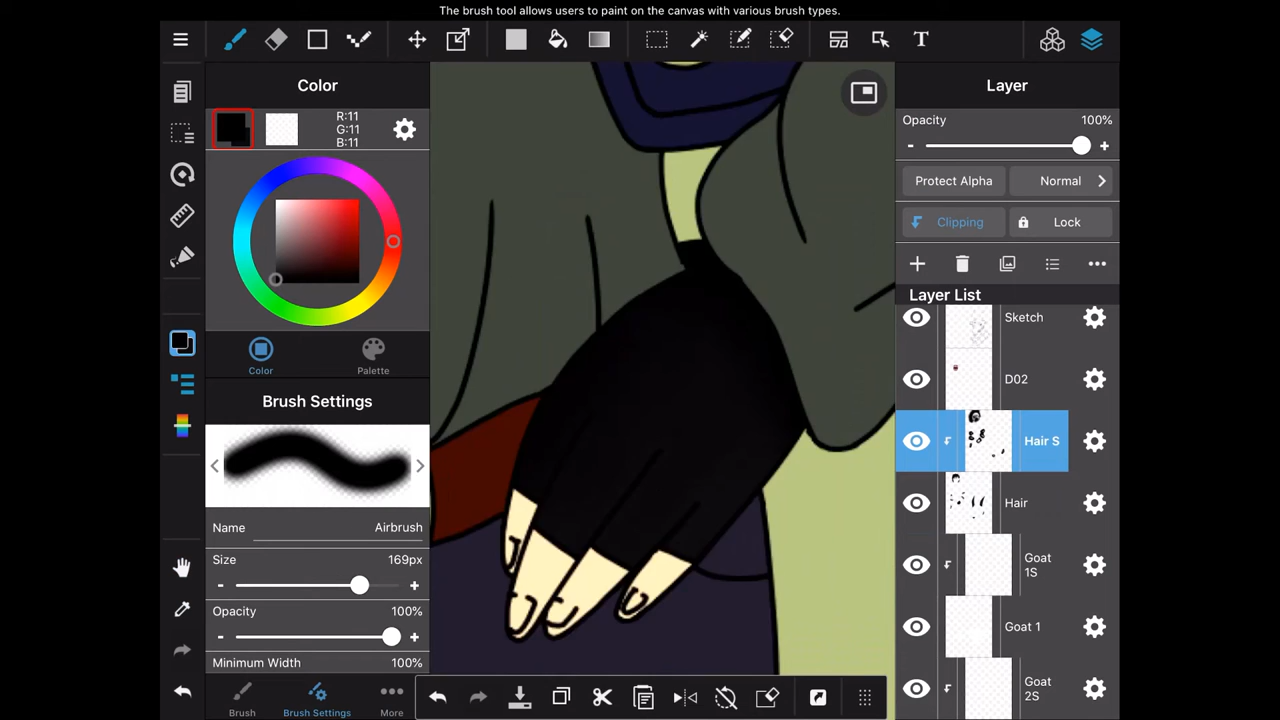 The brush tool allows users to paint on the canvas with various brush types.
T
Color
R:11
G:11
B:11
Color
Palette
Brush Settings
Name Airbrush
Size 169px
- +
Opacity 100%
- +
Minimum Width 100%
Brush
Brush Settings
More
Layer
Opacity 100%
- +
Protect Alpha Normal
Clipping Lock
Layer List
Sketch
D02
Hair S
Hair
Goat
1S
Goat 1
Goat
2S